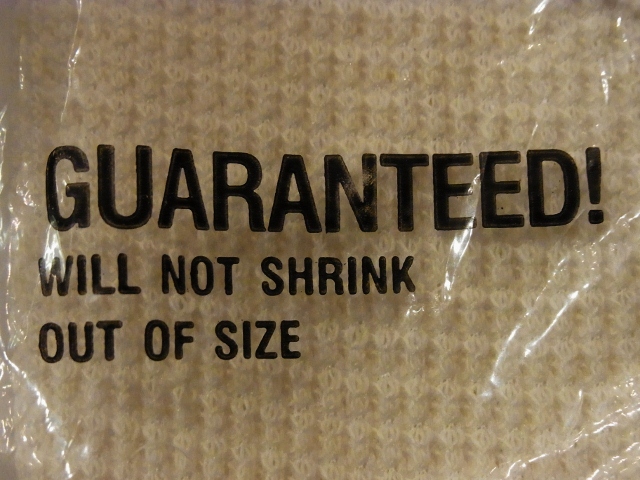 GUARANTEED!
WILL NOT SHRINK
OUT OF SIZE